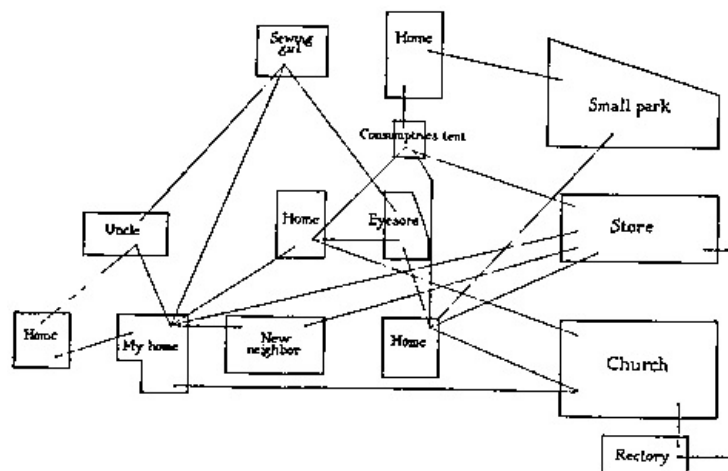 Sewing
girl
Home
Small park
Consumptives tent
Uncle
Home
Eyesore
Store
Home
My home
New
neighbor
Home
Church
Rectory